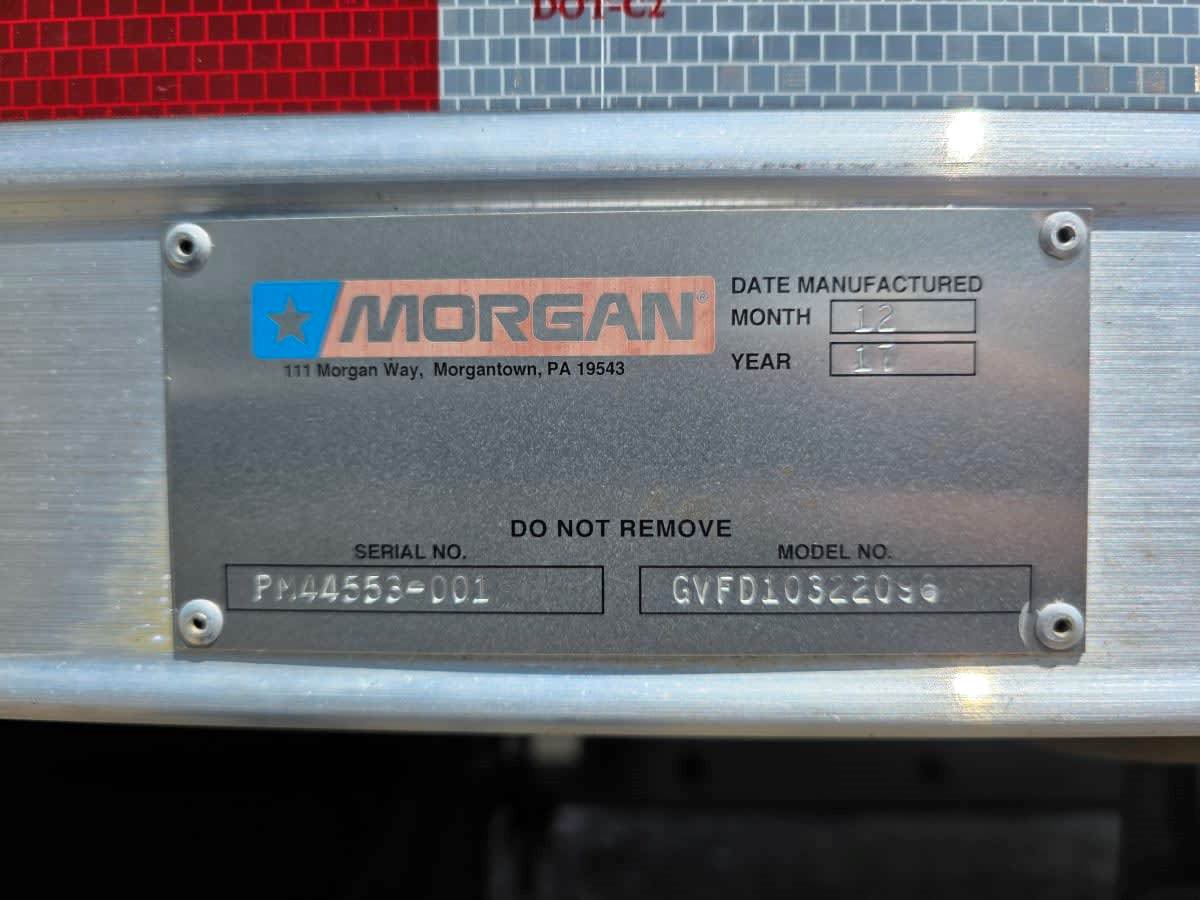 DOT-C2
MORGAN®
111 Morgan Way, Morgantown, PA 19543
DATE MANUFACTURED
MONTH 12
YEAR 17
DO NOT REMOVE
SERIAL NO.
PM44553-001
MODEL NO.
GVFD10322096